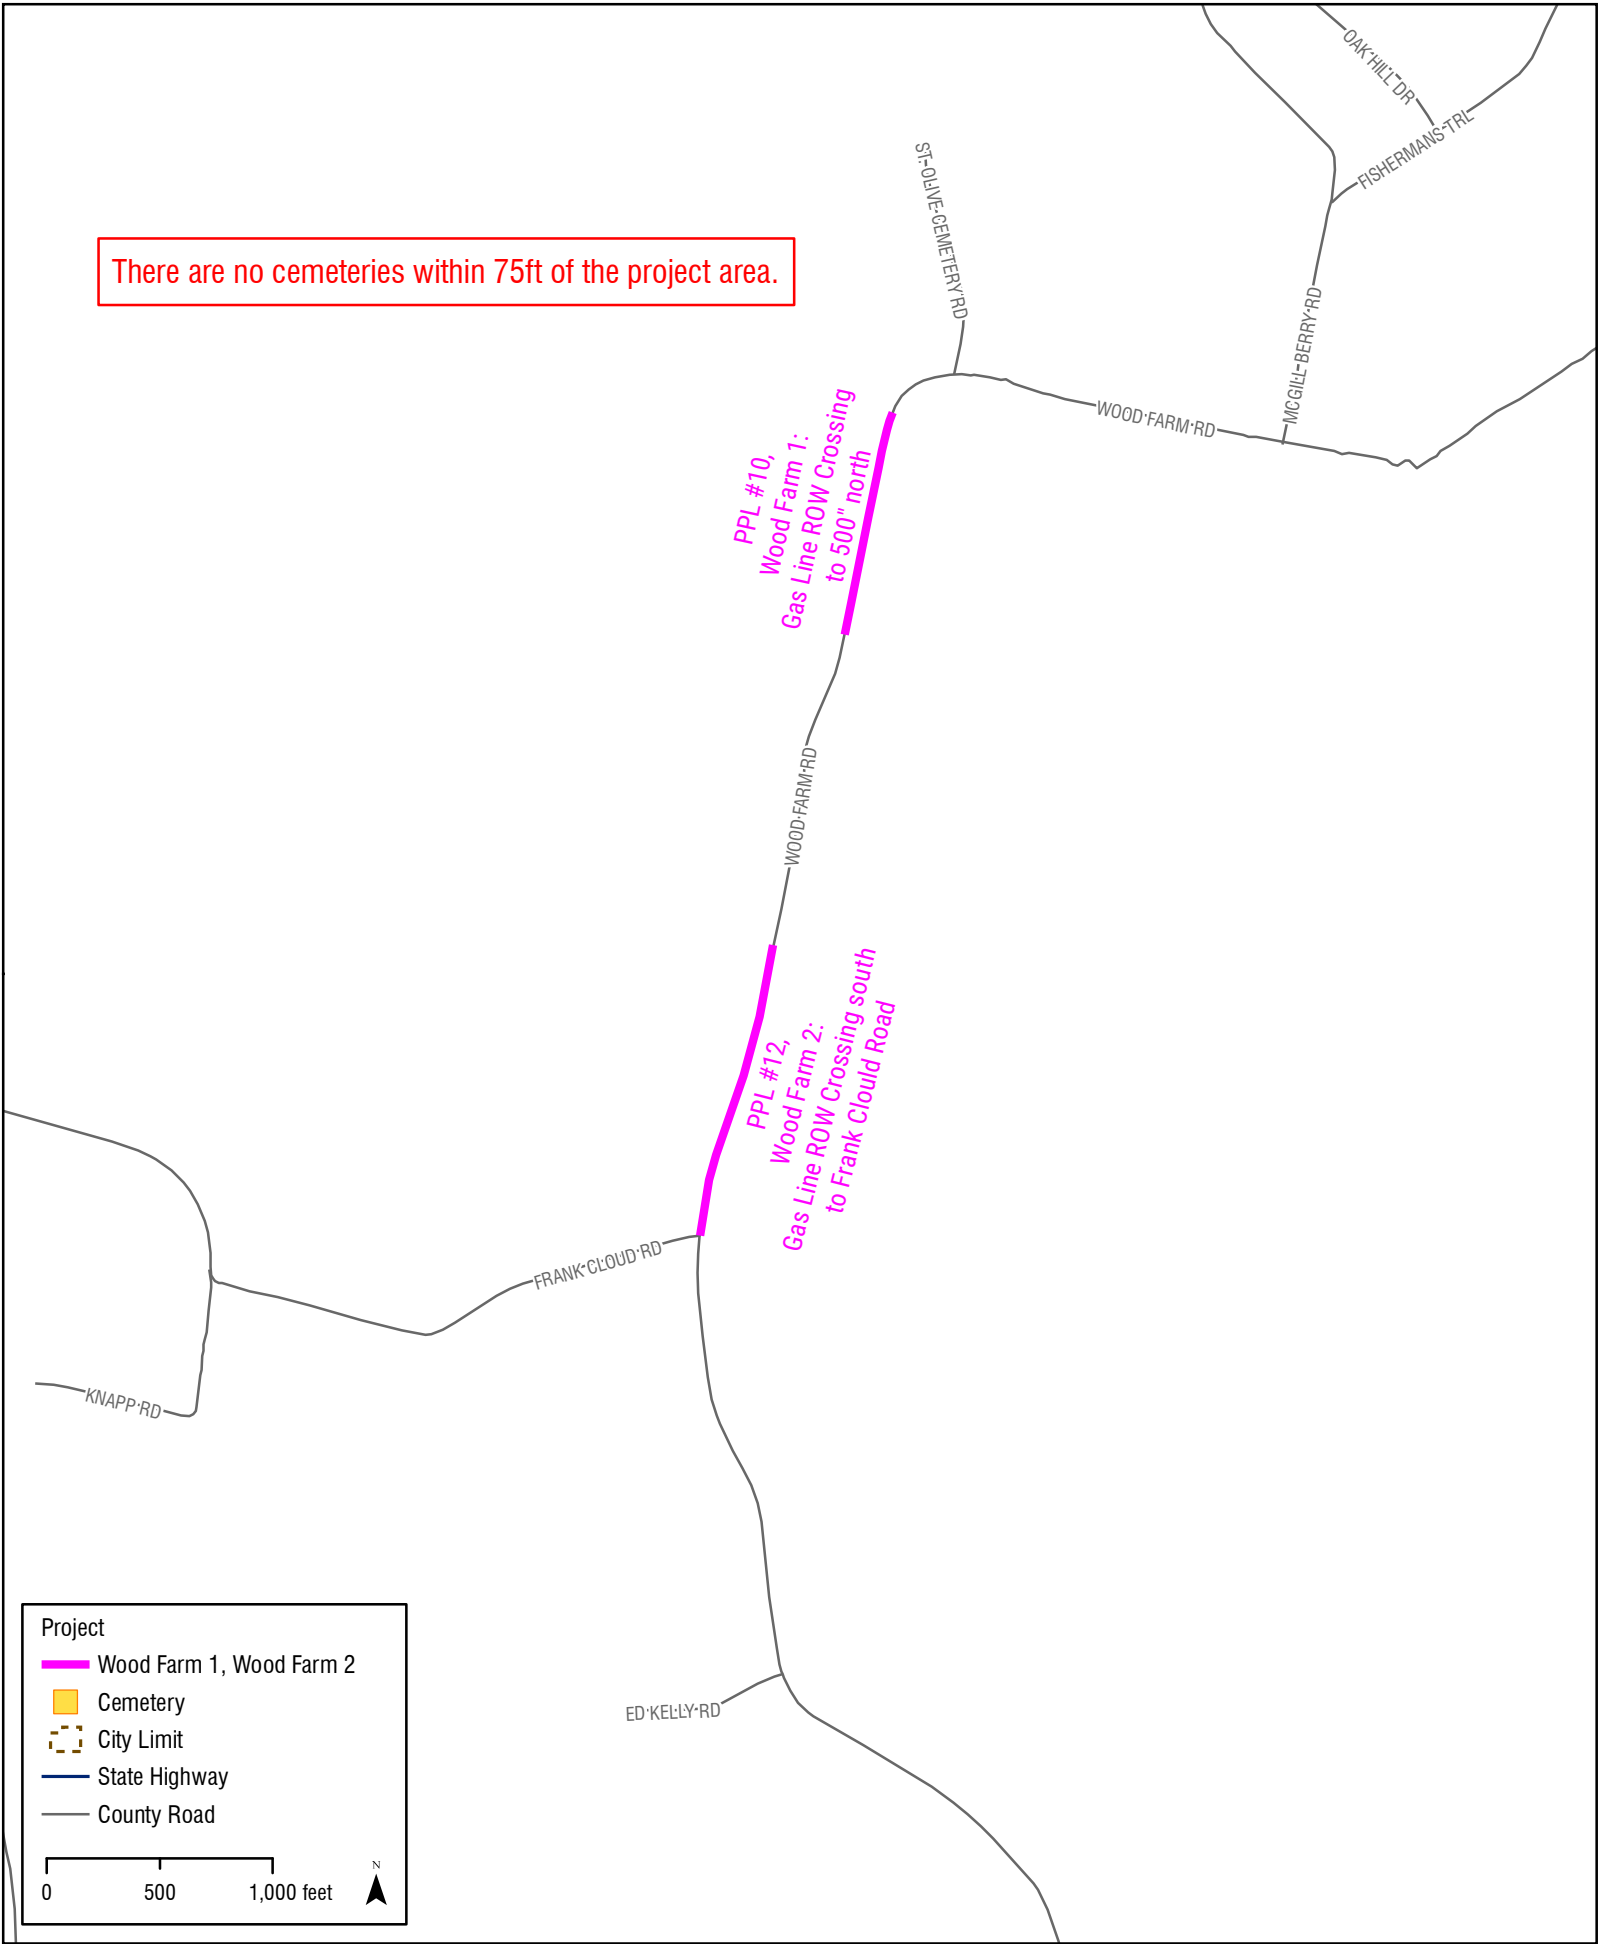 OAK HILL DR
FISHERMANS TRL
ST. OLIVE CEMETERY RD
There are no cemeteries within 75ft of the project area.
MCGILL BERRY RD
WOOD FARM RD
PPL #10,
Wood Farm 1:
Gas Line ROW Crossing
to 500" north
WOOD FARM RD
PPL #12,
Wood Farm 2:
Gas Line ROW Crossing south
to Frank Clould Road
FRANK CLOUD RD
KNAPP RD
ED KELLY RD
Project
Wood Farm 1, Wood Farm 2
Cemetery
City Limit
State Highway
County Road
N
0 500 1,000 feet